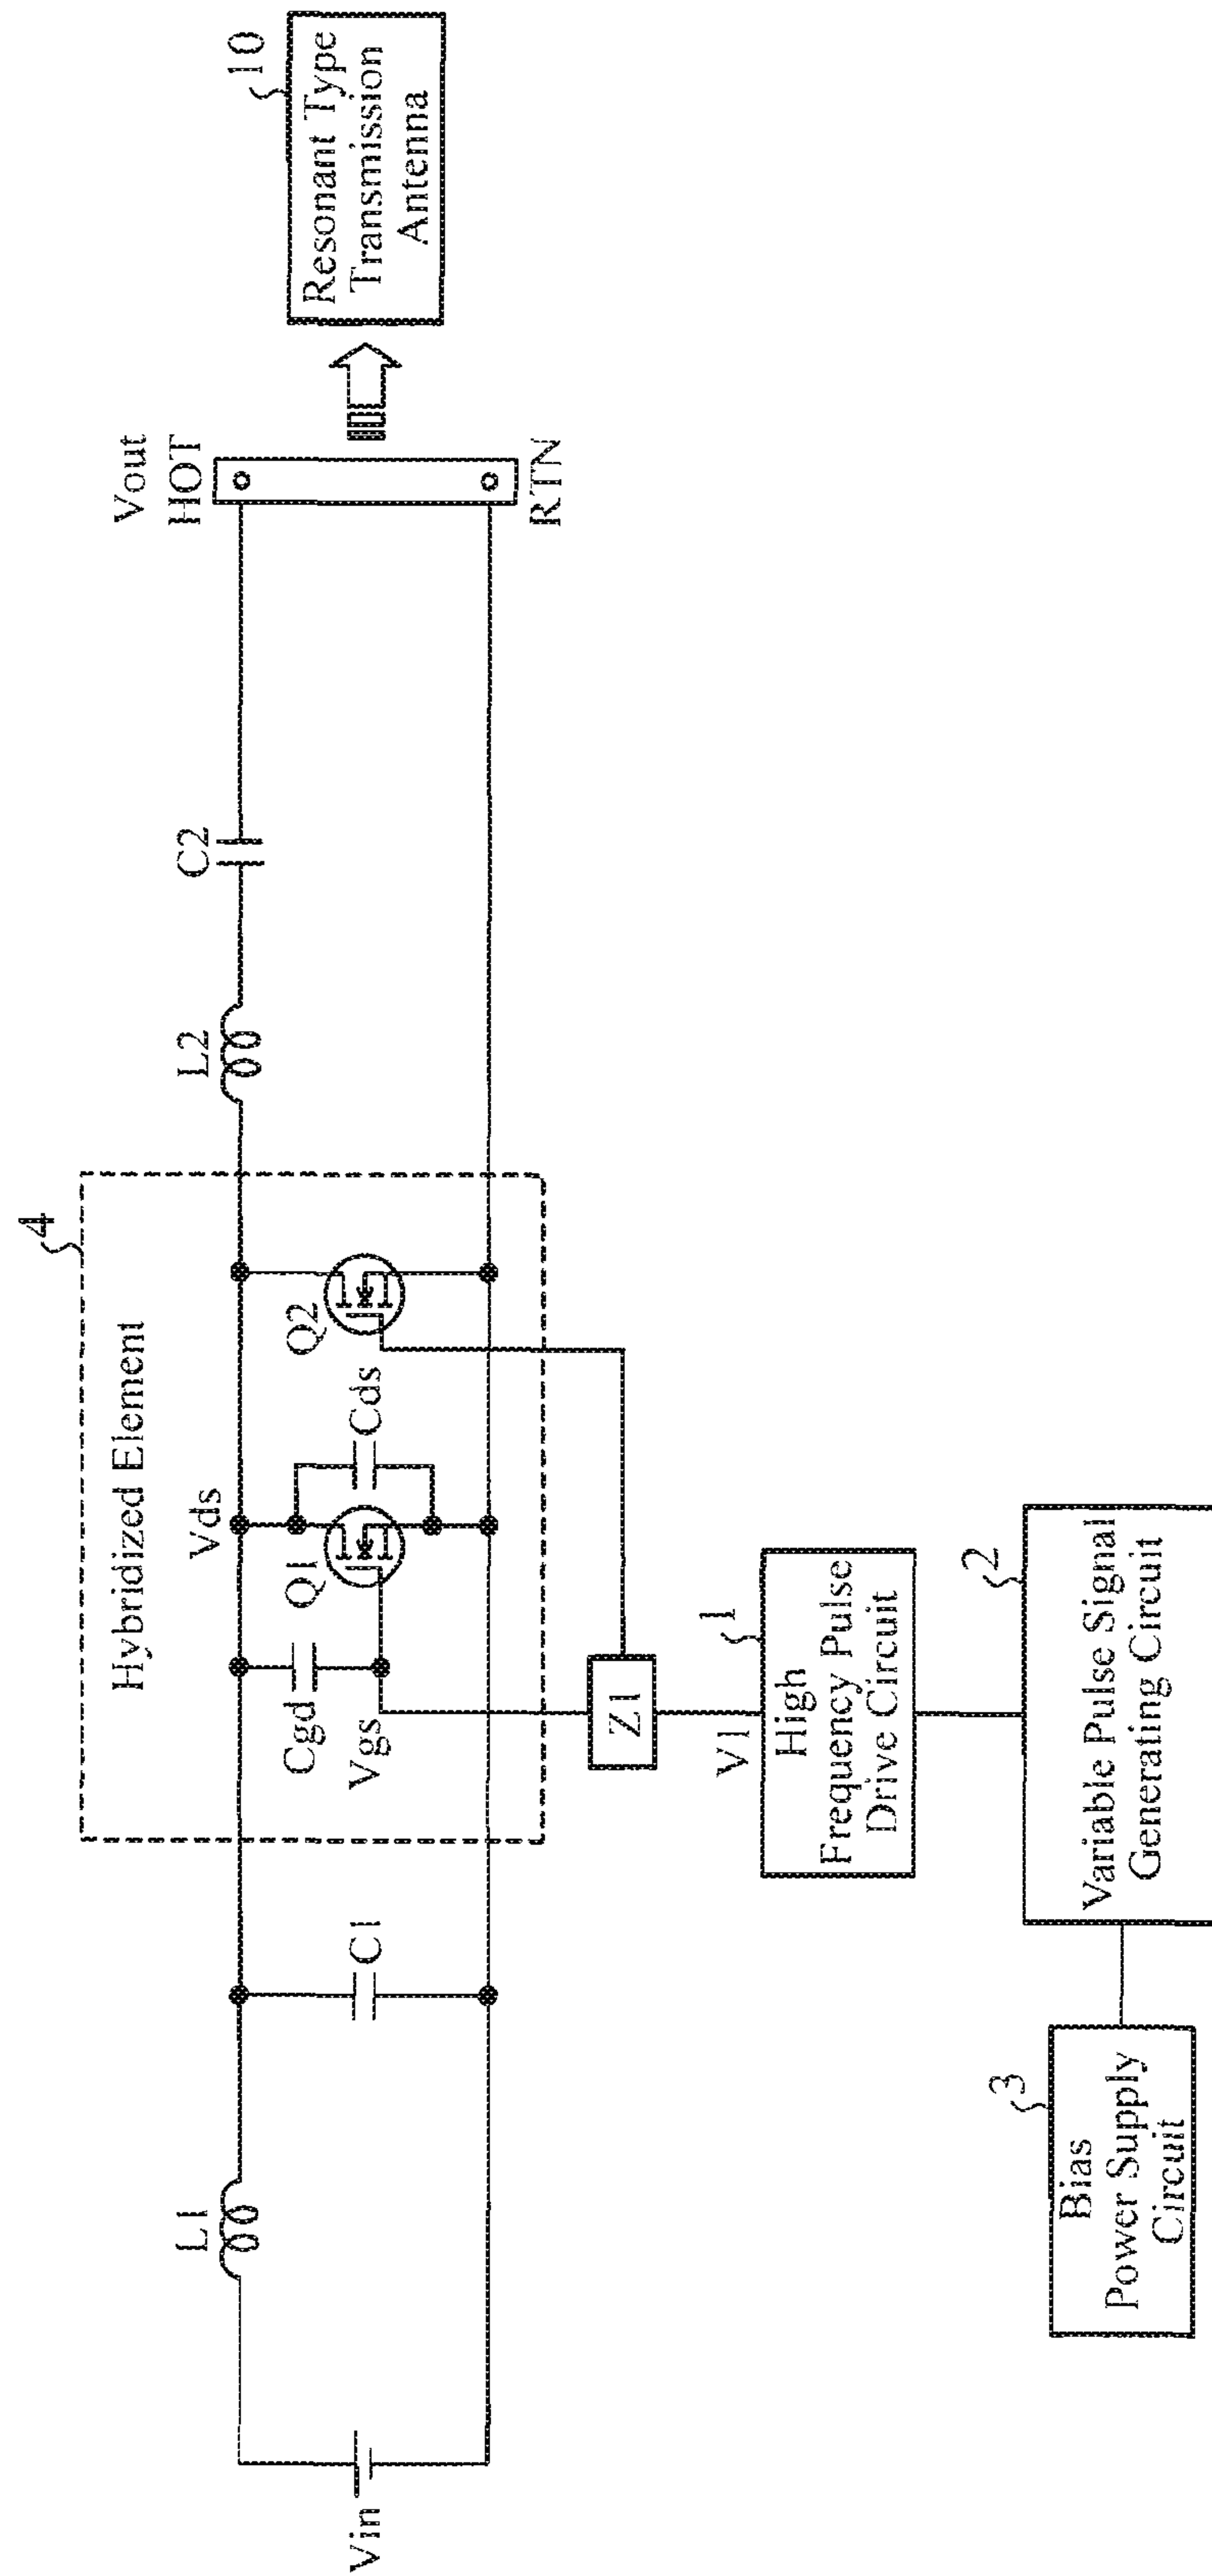 4
Hybridized Element
Vout
HOT
RTN
10
Resonant Type
Transmission
Antenna
Vin
L1
C1
Cgd
Vgs
Vds
Q1
Cds
Q2
L2
C2
Z1
V1
1
High
Frequency Pulse
Drive Circuit
2
Variable Pulse Signal
Generating Circuit
3
Bias
Power Supply
Circuit